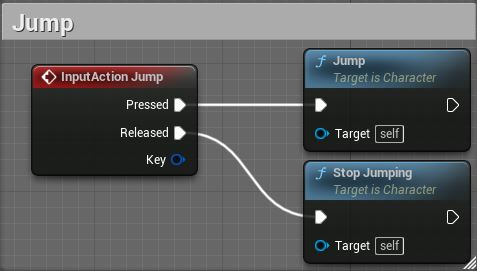 Jump
InputAction Jump
Pressed
Released
Key
f Jump
Target is Character
Target self
f Stop Jumping
Target is Character
Target self